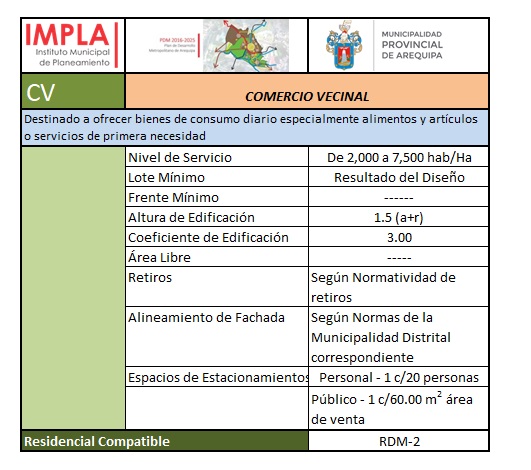 IMPLA
Instituto Municipal
de Planeamiento
PDM 2016-2025
Plan de Desarrollo
Metropolitano de Arequipa
MUNICIPALIDAD
PROVINCIAL
DE AREQUIPA
CV
COMERCIO VECINAL
Destinado a ofrecer bienes de consumo diario especialmente alimentos y artículos
o servicios de primera necesidad
Nivel de Servicio De 2,000 a 7,500 hab/Ha
Lote Mínimo Resultado del Diseño
Frente Mínimo ------
Altura de Edificación 1.5 (a+r)
Coeficiente de Edificación 3.00
Área Libre -----
Retiros Según Normatividad de
retiros
Alineamiento de Fachada Según Normas de la
Municipalidad Distrital
correspondiente
Espacios de Estacionamientos Personal - 1 c/20 personas
Público - 1 c/60.00 m² área
de venta
Residencial Compatible RDM-2